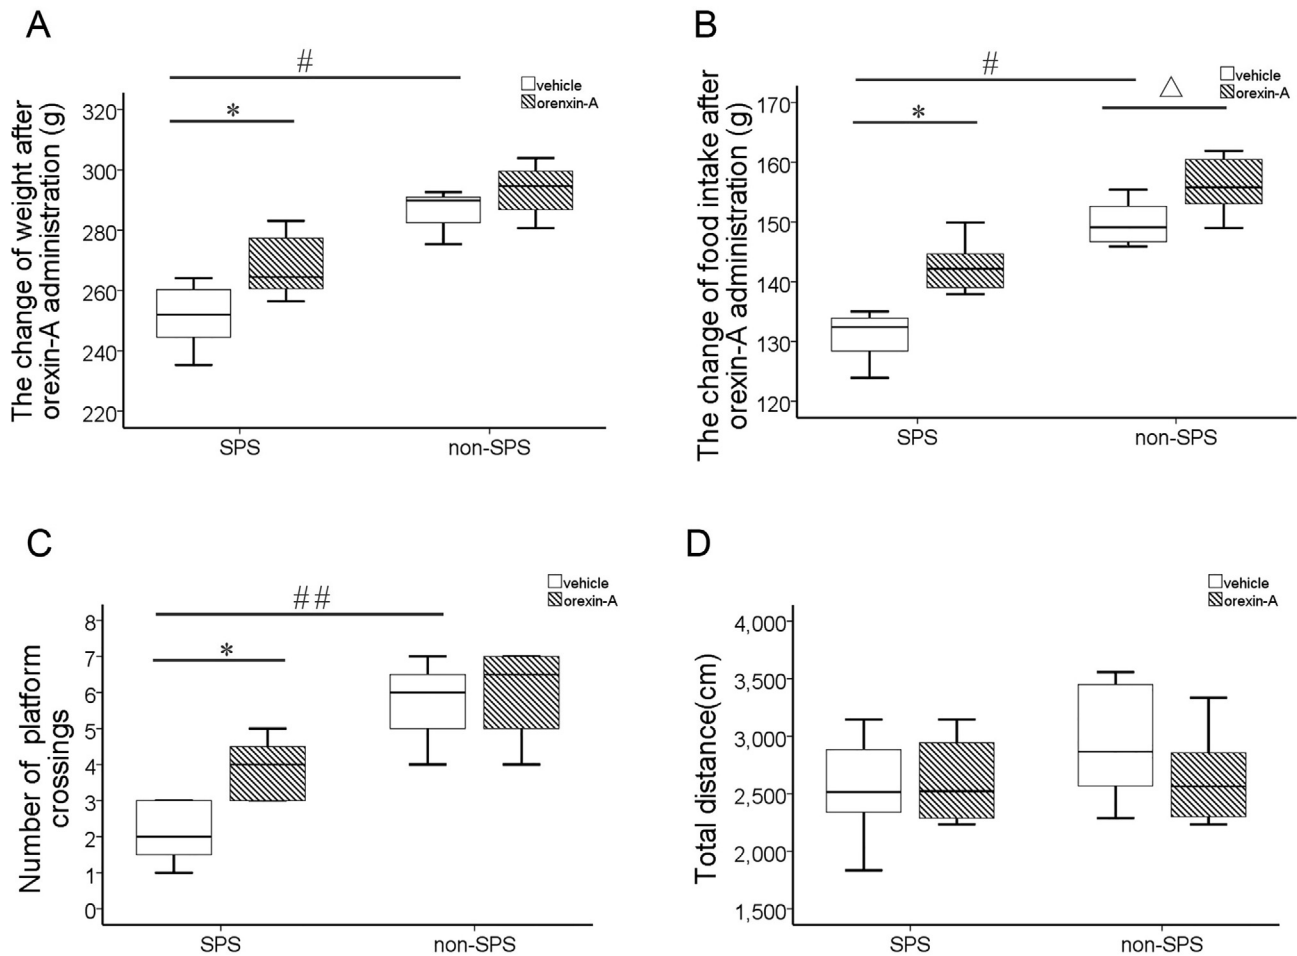 A
#
vehicle
orenxin-A
*
The change of weight after
orexin-A administration (g)
320
300
280
260
240
220
SPS
non-SPS
B
#
vehicle
orexin-A
△
*
The change of food intake after
orexin-A administration (g)
170
160
150
140
130
120
SPS
non-SPS
C
vehicle
orexin-A
##
*
Number of platform
crossings
8
7
6
5
4
3
2
1
0
SPS
non-SPS
D
vehicle
orexin-A
Total distance(cm)
4,000
3,500
3,000
2,500
2,000
1,500
SPS
non-SPS